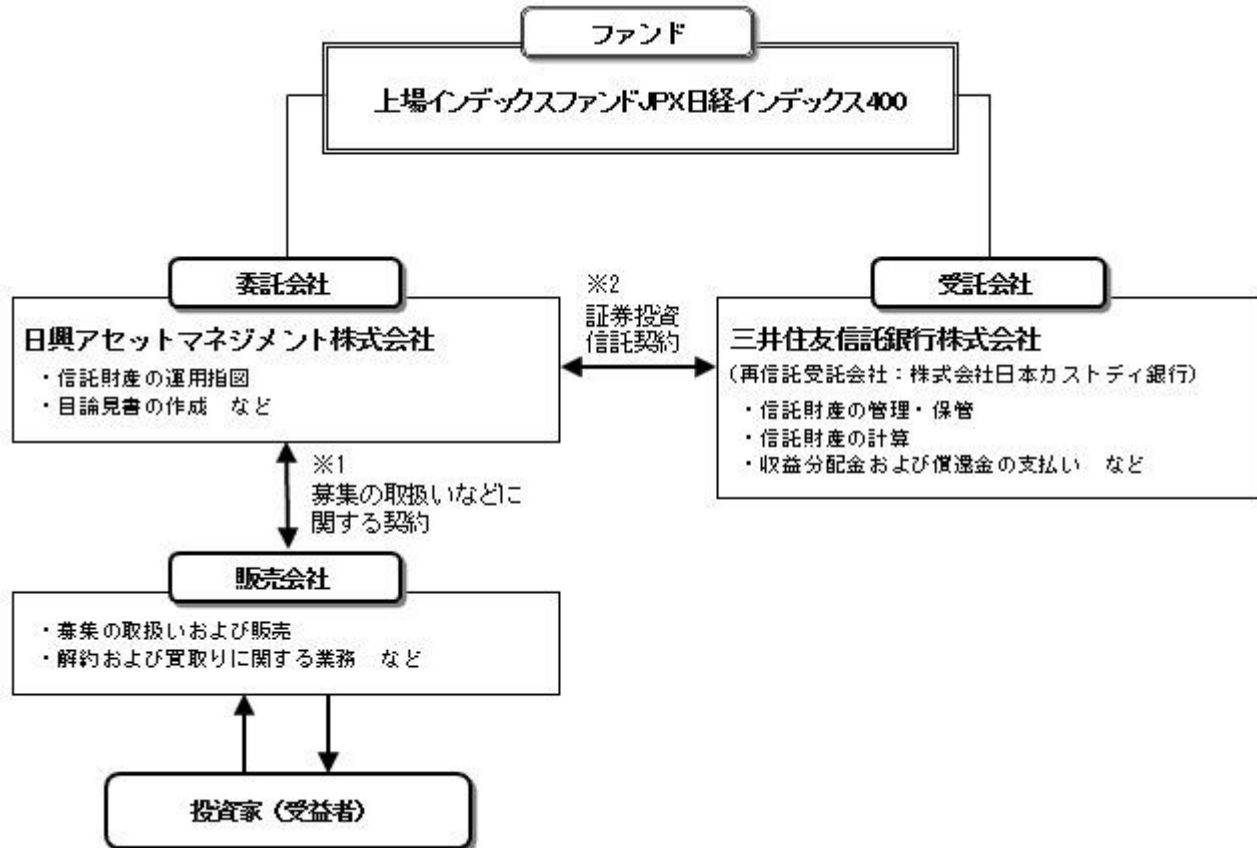 ファンド
上場インデックスファンドJPX日経インデックス400
委託会社
日興アセットマネジメント株式会社
・信託財産の運用指図
・目論見書の作成　など
※2
証券投資
信託契約
受託会社
三井住友信託銀行株式会社
(再信託受託会社：株式会社日本カストディ銀行)
・信託財産の管理・保管
・信託財産の計算
・収益分配金および償還金の支払い　など
※1
募集の取扱いなどに
関する契約
販売会社
・募集の取扱いおよび販売
・解約および買取りに関する業務　など
投資家（受益者）